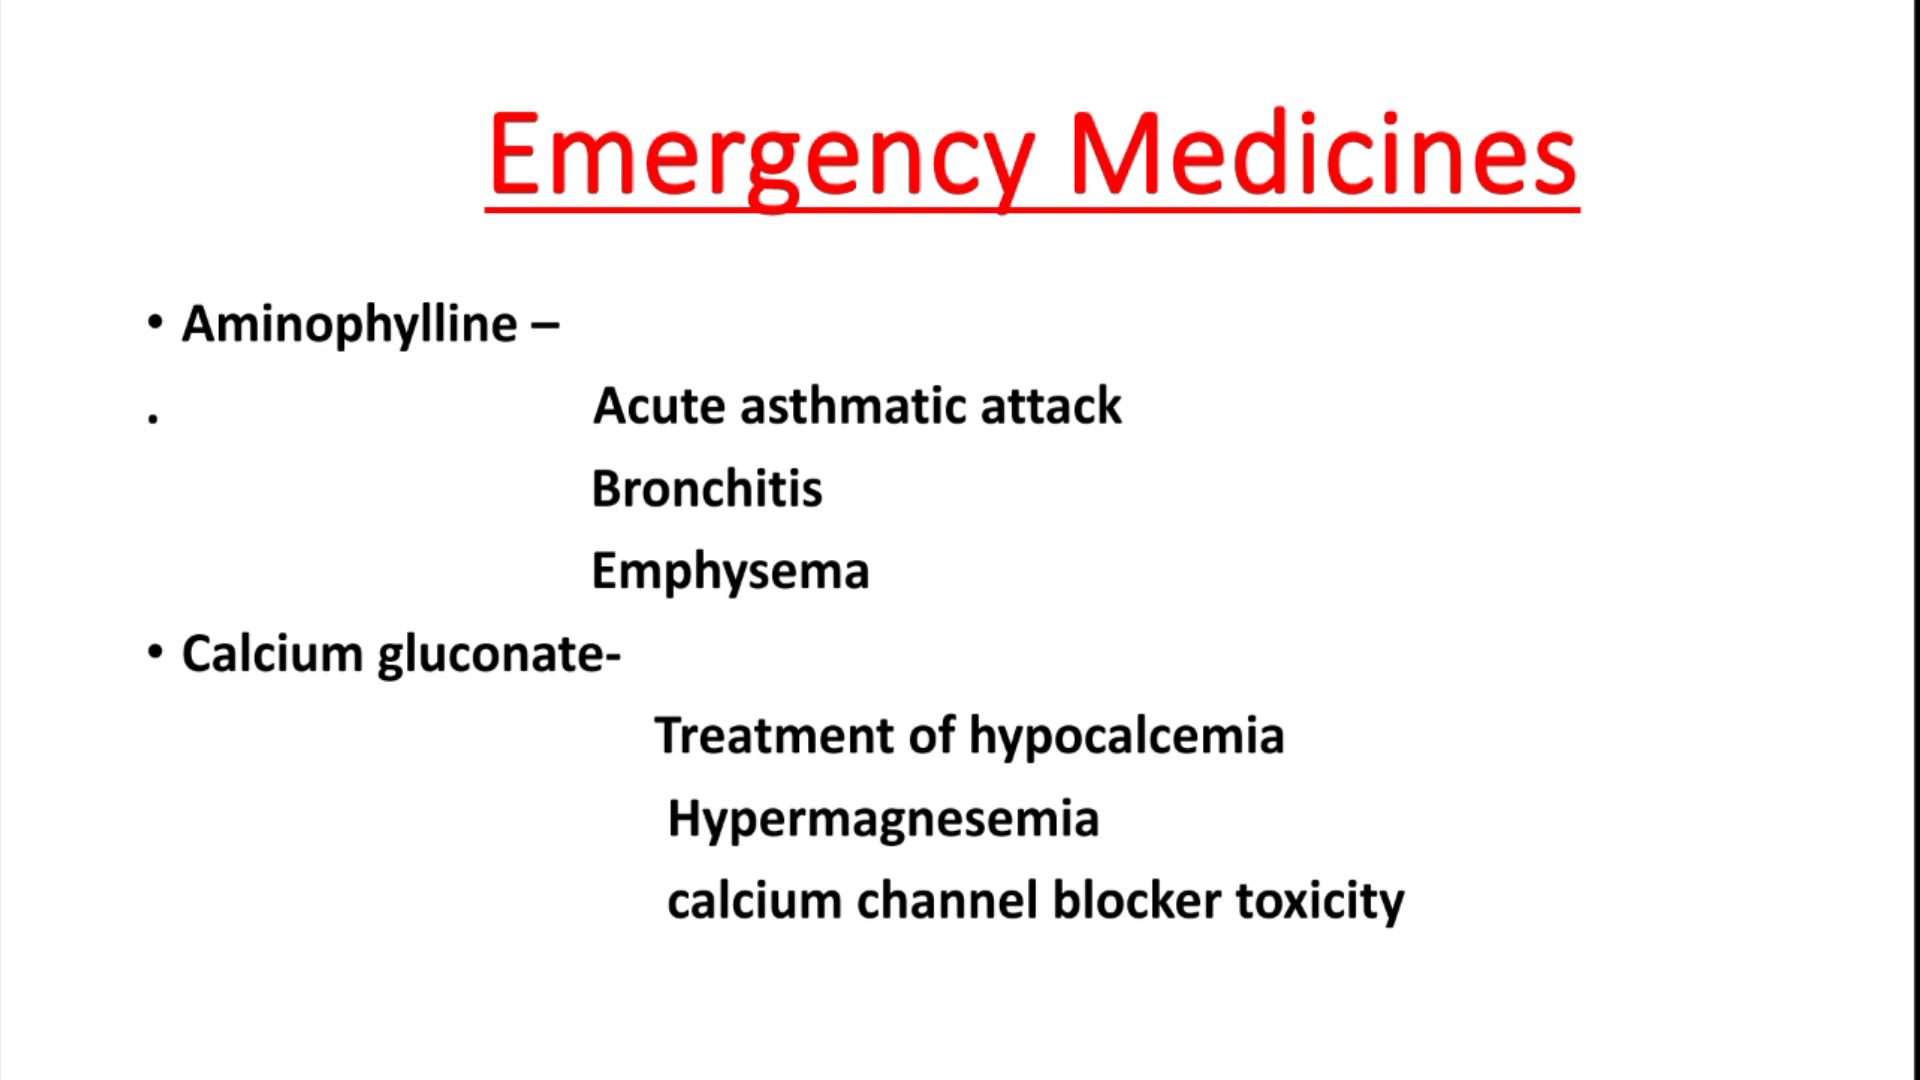 Emergency Medicines
• Aminophylline –
. Acute asthmatic attack
Bronchitis
Emphysema
• Calcium gluconate-
Treatment of hypocalcemia
Hypermagnesemia
calcium channel blocker toxicity